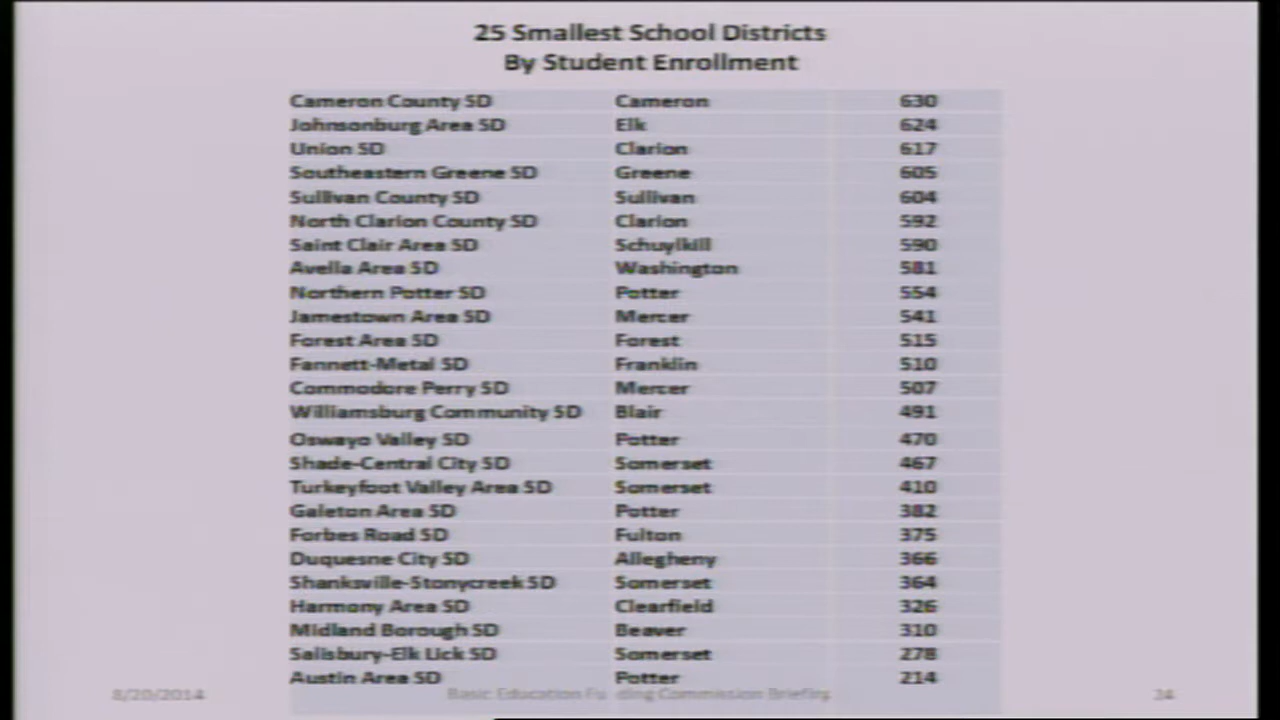 25 Smallest School Districts
By Student Enrollment
Cameron County SD Cameron 630
Johnsonburg Area SD Elk 624
Union SD Clarion 617
Southeastern Greene SD Greene 605
Sullivan County SD Sullivan 604
North Clarion County SD Clarion 592
Saint Clair Area SD Schuylkill 590
Avella Area SD Washington 581
Northern Potter SD Potter 554
Jamestown Area SD Mercer 541
Forest Area SD Forest 515
Fannett-Metal SD Franklin 510
Commodore Perry SD Mercer 507
Williamsburg Community SD Blair 491
Oswayo Valley SD Potter 470
Shade-Central City SD Somerset 467
Turkeyfoot Valley Area SD Somerset 410
Galeton Area SD Potter 382
Forbes Road SD Fulton 375
Duquesne City SD Allegheny 366
Shanksville-Stonycreek SD Somerset 364
Harmony Area SD Clearfield 326
Midland Borough SD Beaver 310
Salisbury-Elk Lick SD Somerset 278
Austin Area SD Potter 214
8/20/2014 Basic Education Fu ding Commission Briefing 24